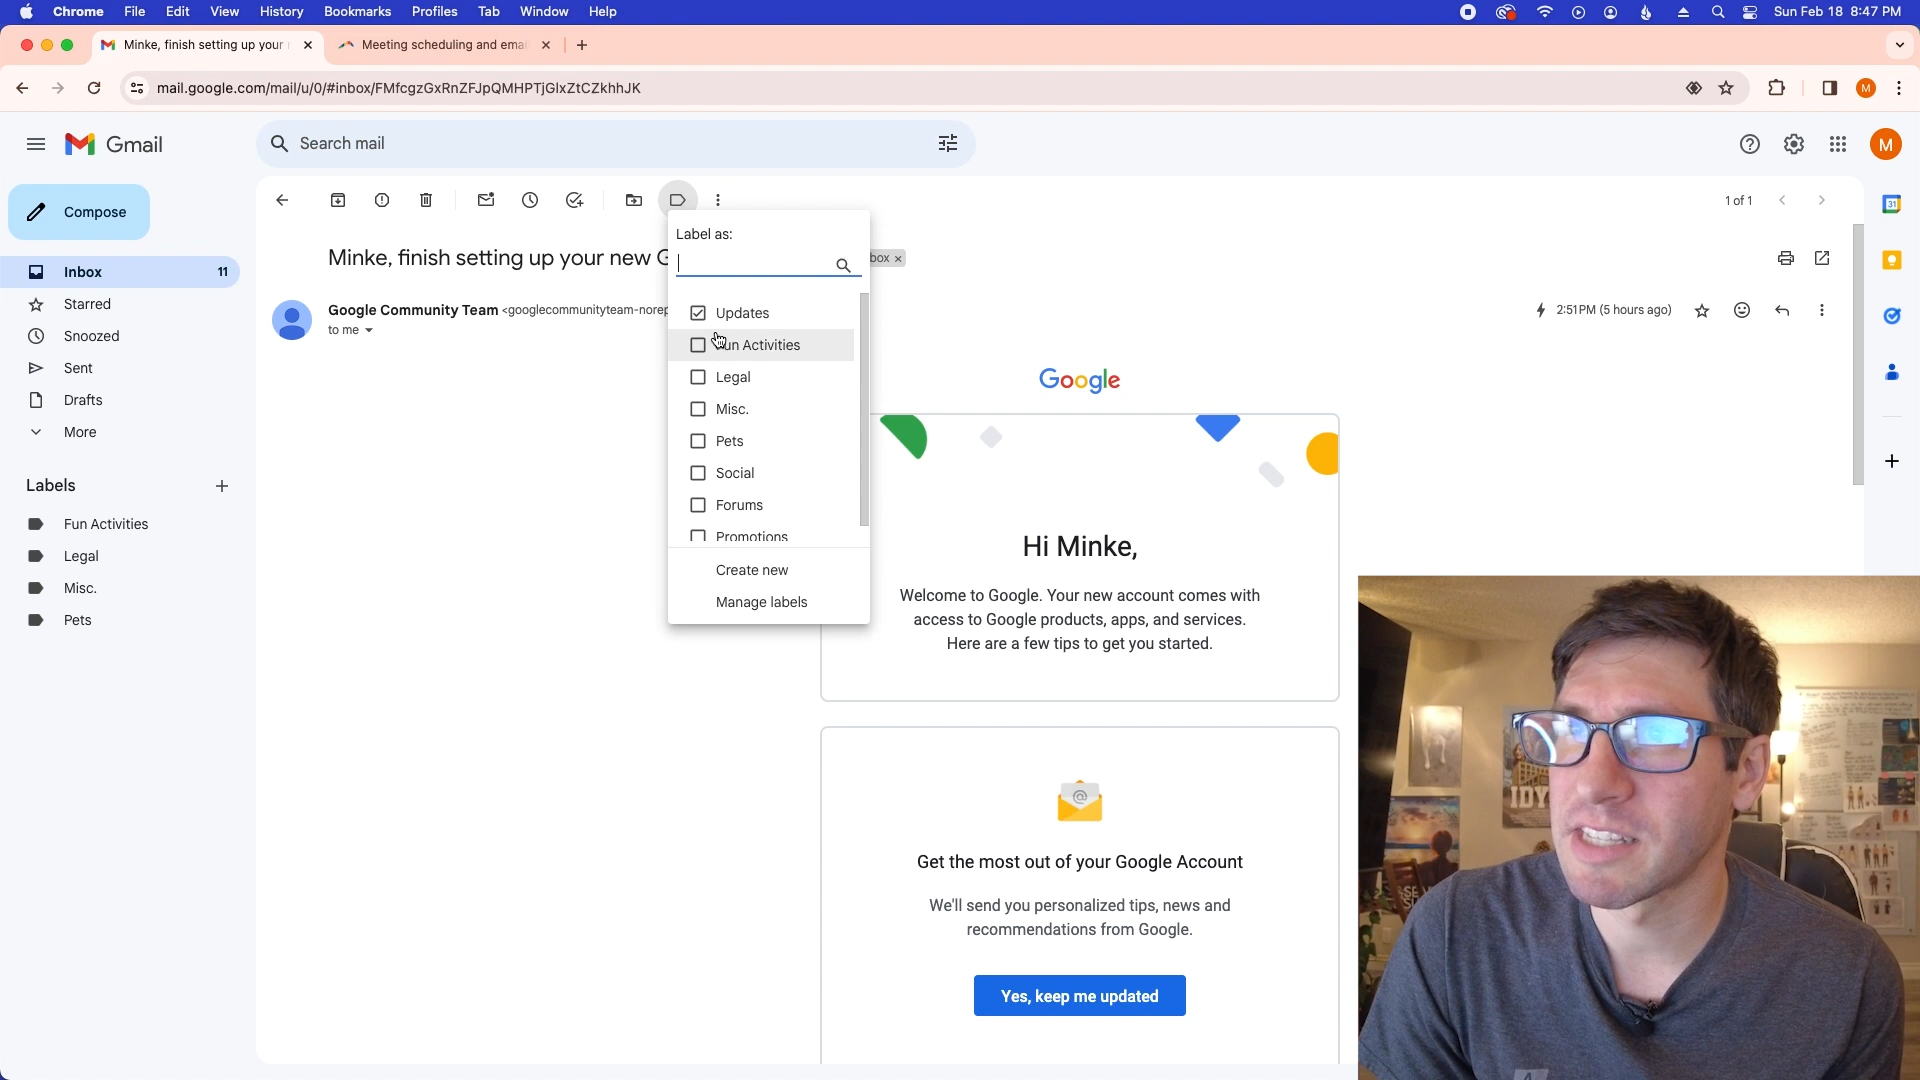 Chrome File Edit View History Bookmarks Profiles Tab Window Help Sun Feb 18 8:47 PM
Minke, finish setting up your Meeting scheduling and emai
mail.google.com/mail/u/0/#inbox/FMfcgzGxRnZFJpQMHPTjGlxZtCZkhhJK M
Gmail Search mail M
Compose
1 of 1
Label as:
Minke, finish setting up your new G box ×
Inbox 11
Starred
Snoozed
Sent
Drafts
More
Labels
Fun Activities
Legal
Misc.
Pets
Google Community Team <googlecommunityteam-norep
to me
2:51 PM (5 hours ago)
Updates
Fun Activities
Legal
Misc.
Pets
Social
Forums
Promotions
Create new
Manage labels
31
Google
Hi Minke,
Welcome to Google. Your new account comes with
access to Google products, apps, and services.
Here are a few tips to get you started.
@
Get the most out of your Google Account
We'll send you personalized tips, news and
recommendations from Google.
Yes, keep me updated